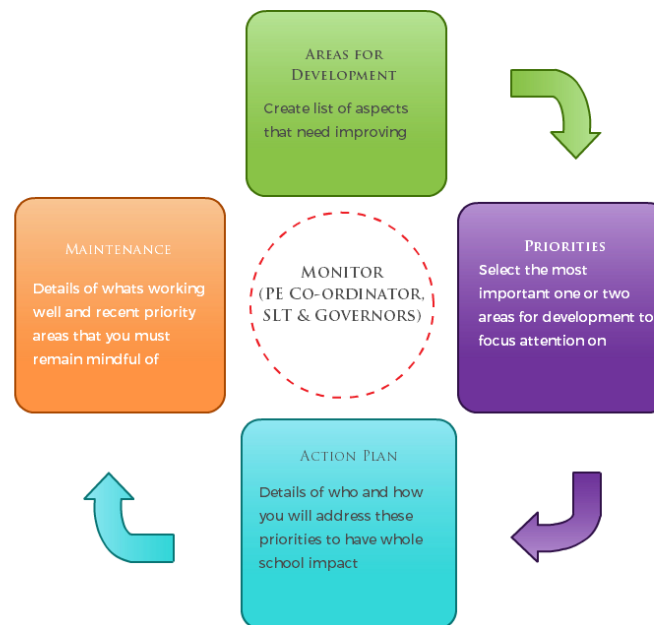 AREAS FOR
DEVELOPMENT
Create list of aspects
that need improving
PRIORITIES
Select the most
important one or two
areas for development to
focus attention on
MONITOR
(PE CO-ORDINATOR,
SLT & GOVERNORS)
MAINTENANCE
Details of whats working
well and recent priority
areas that you must
remain mindful of
ACTION PLAN
Details of who and how
you will address these
priorities to have whole
school impact